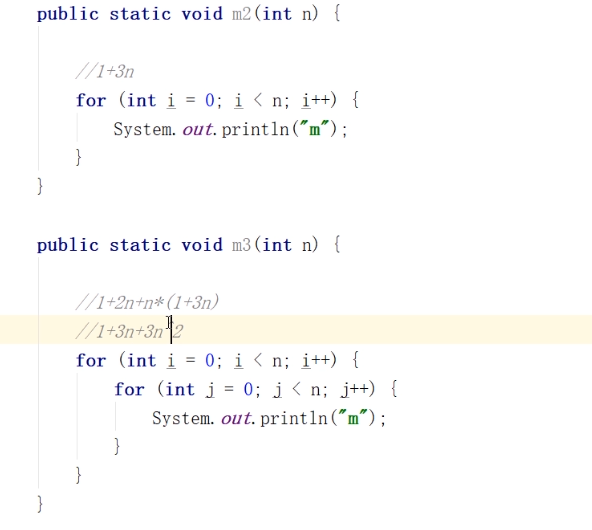 public static void m2(int n) {
//1+3n
for (int i = 0; i < n; i++) {
System.out.println("m");
}
}
public static void m3(int n) {
//1+2n+n*(1+3n)
//1+3n+3n^2
for (int i = 0; i < n; i++) {
for (int j = 0; j < n; j++) {
System.out.println("m");
}
}
}